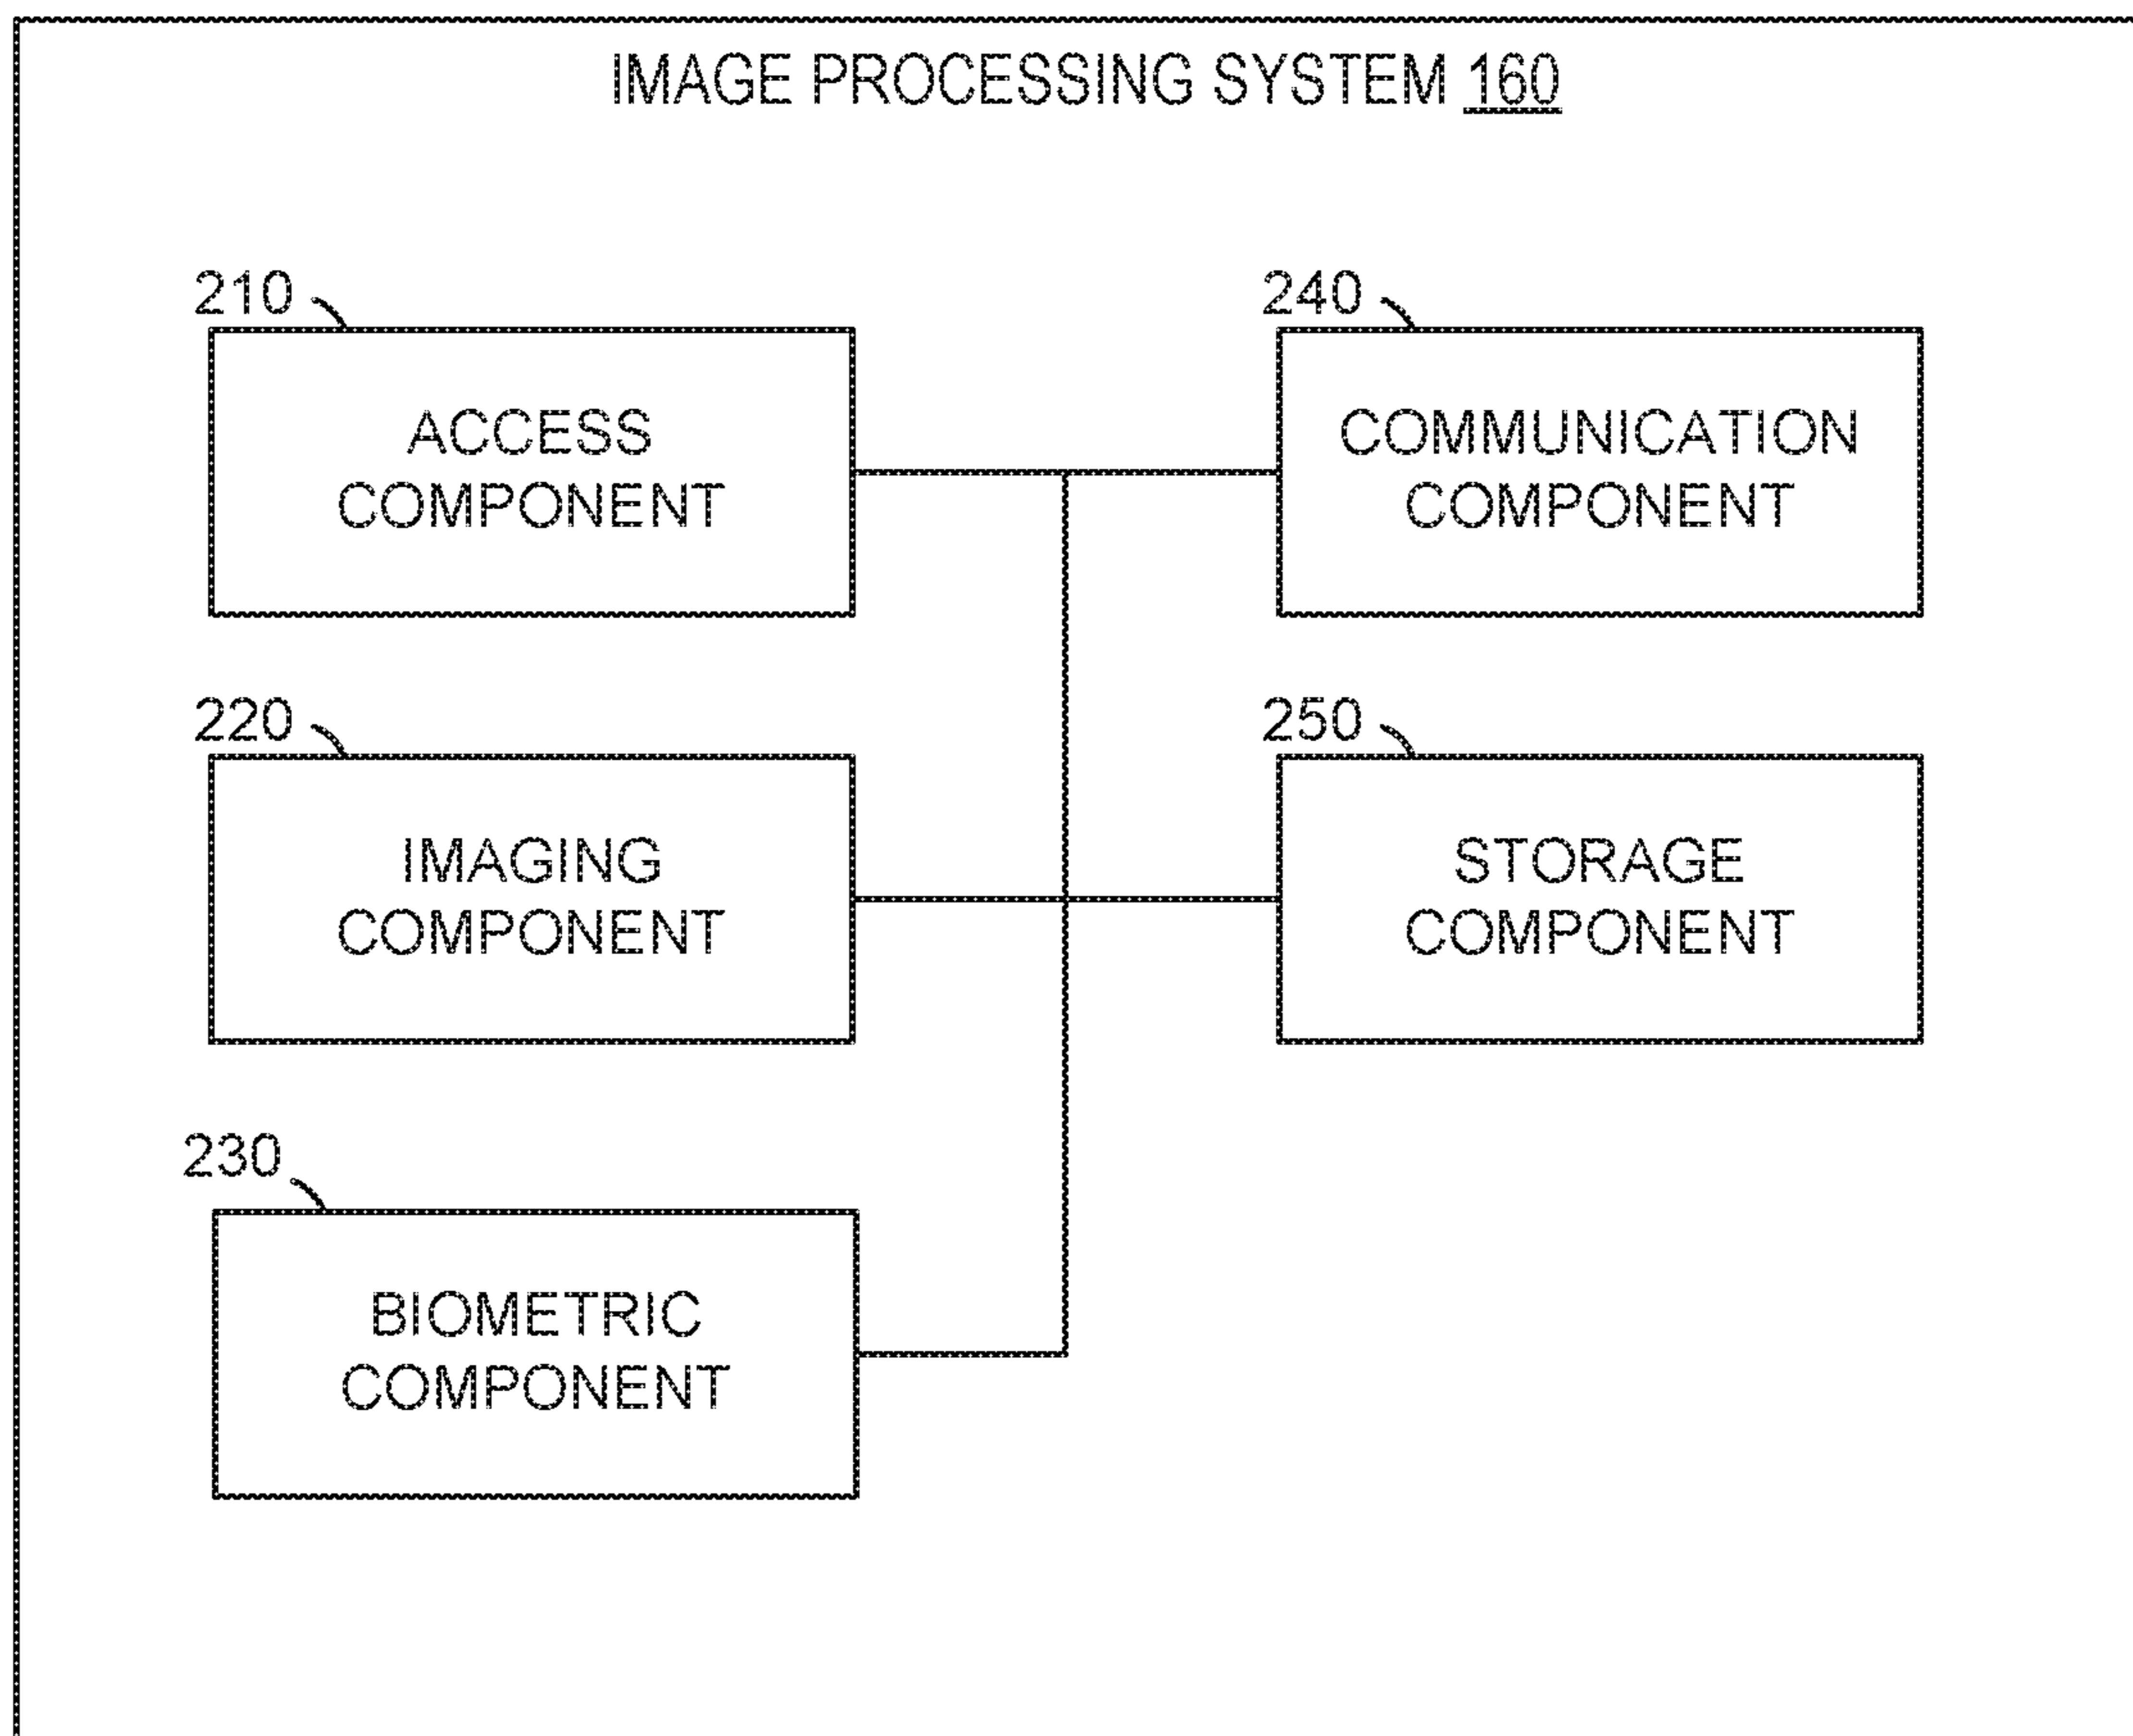 IMAGE PROCESSING SYSTEM 160
210
ACCESS
COMPONENT
240
COMMUNICATION
COMPONENT
220
IMAGING
COMPONENT
250
STORAGE
COMPONENT
230
BIOMETRIC
COMPONENT